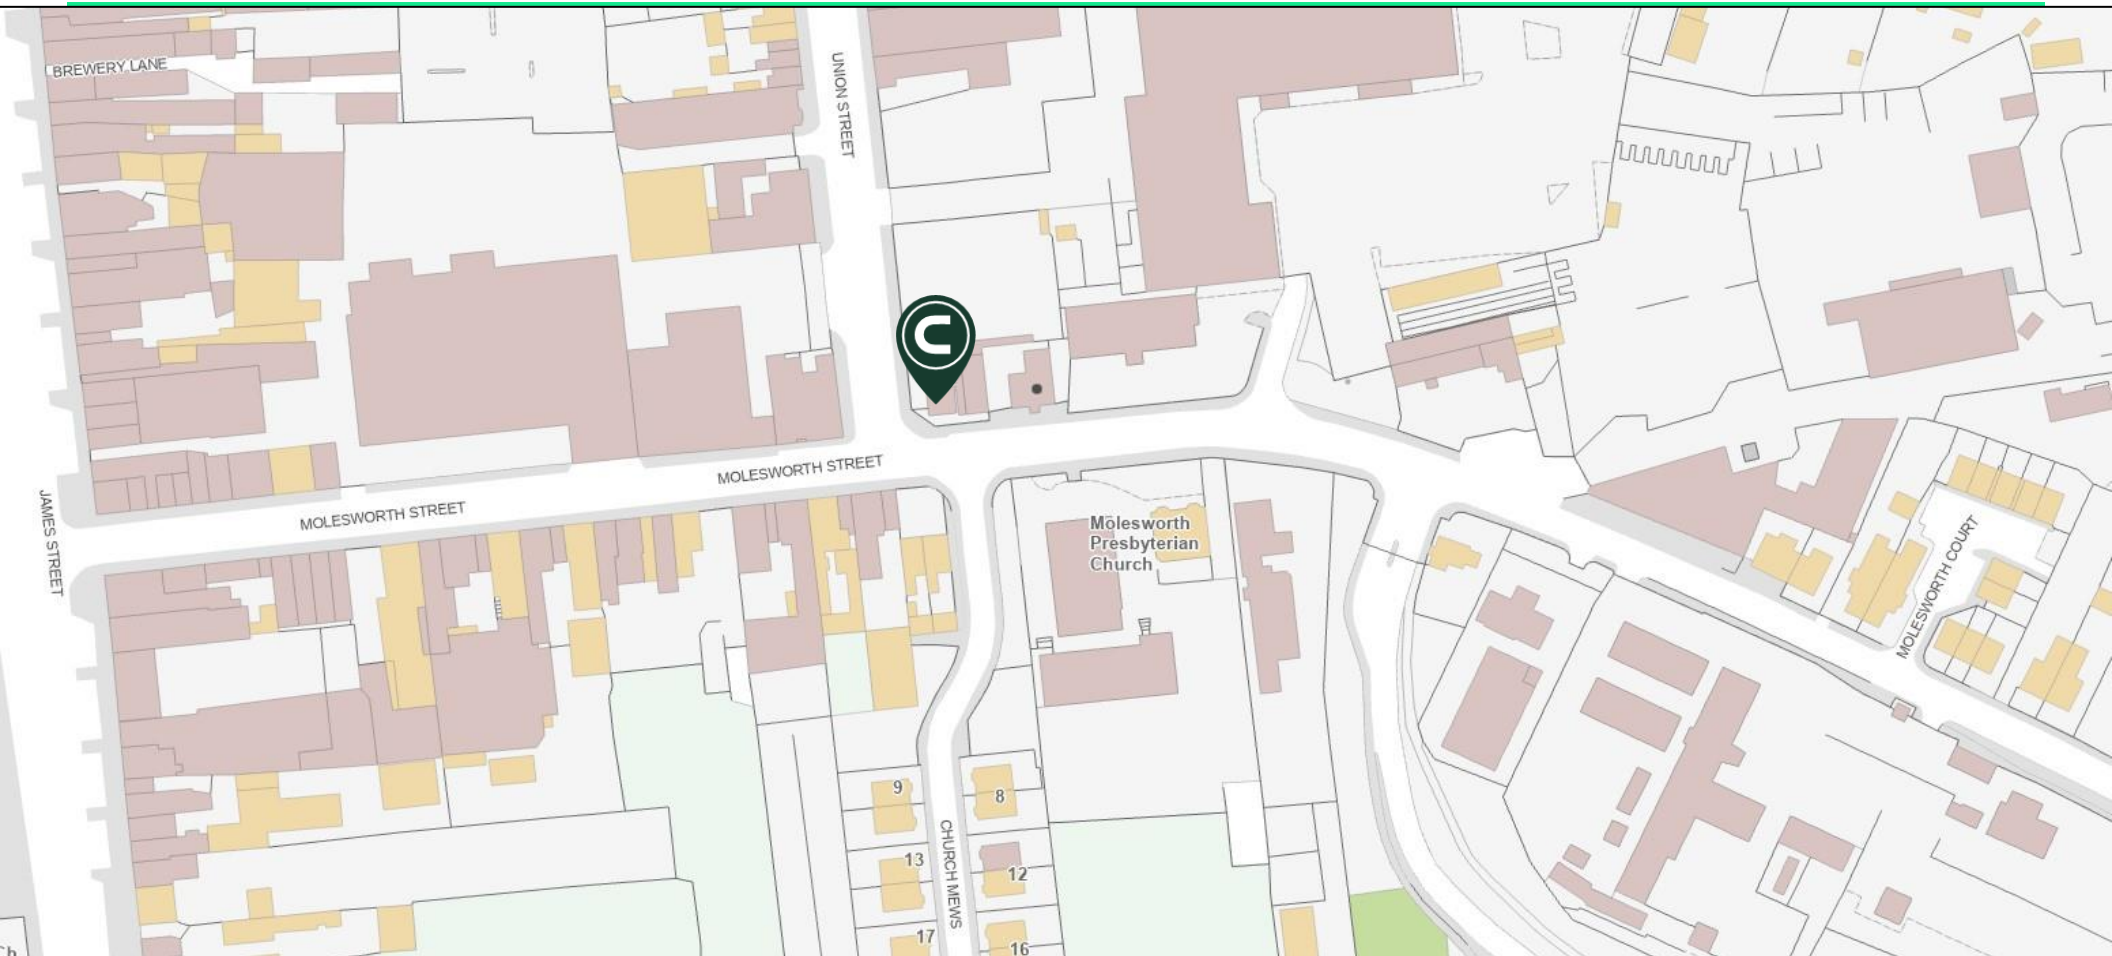 BREWERY LANE
UNION STREET
MOLESWORTH STREET
MOLESWORTH STREET
JAMES STREET
Molesworth
Presbyterian
Church
MOLESWORTH COURT
9
8
CHURCH MEWS
13
12
17
16